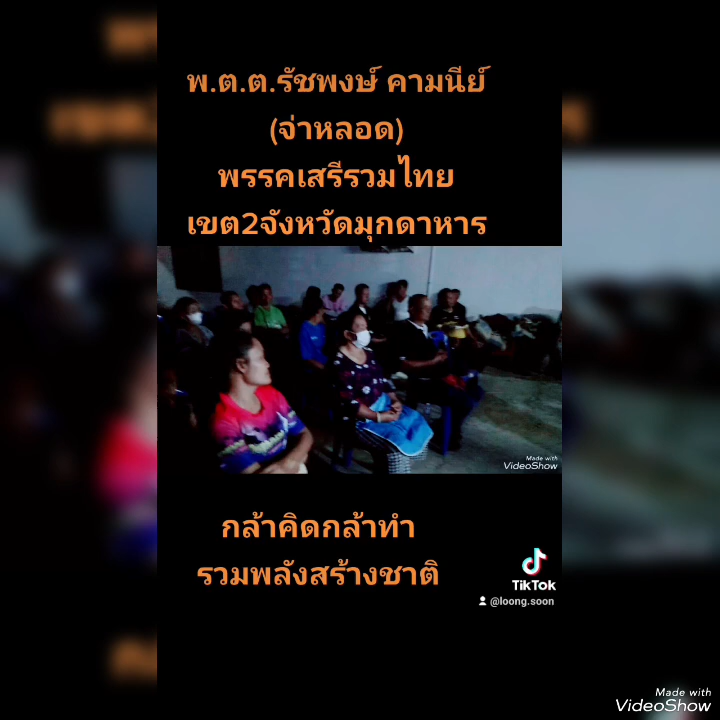 พ.ต.ต.รัชพงษ์ คามนีย์
(จ่าหลอด)
พรรคเสรีรวมไทย
เขต2จังหวัดมุกดาหาร
Made with
VideoShow
กล้าคิดกล้าทำ
รวมพลังสร้างชาติ
TikTok
@loong.soon
Made with
VideoShow